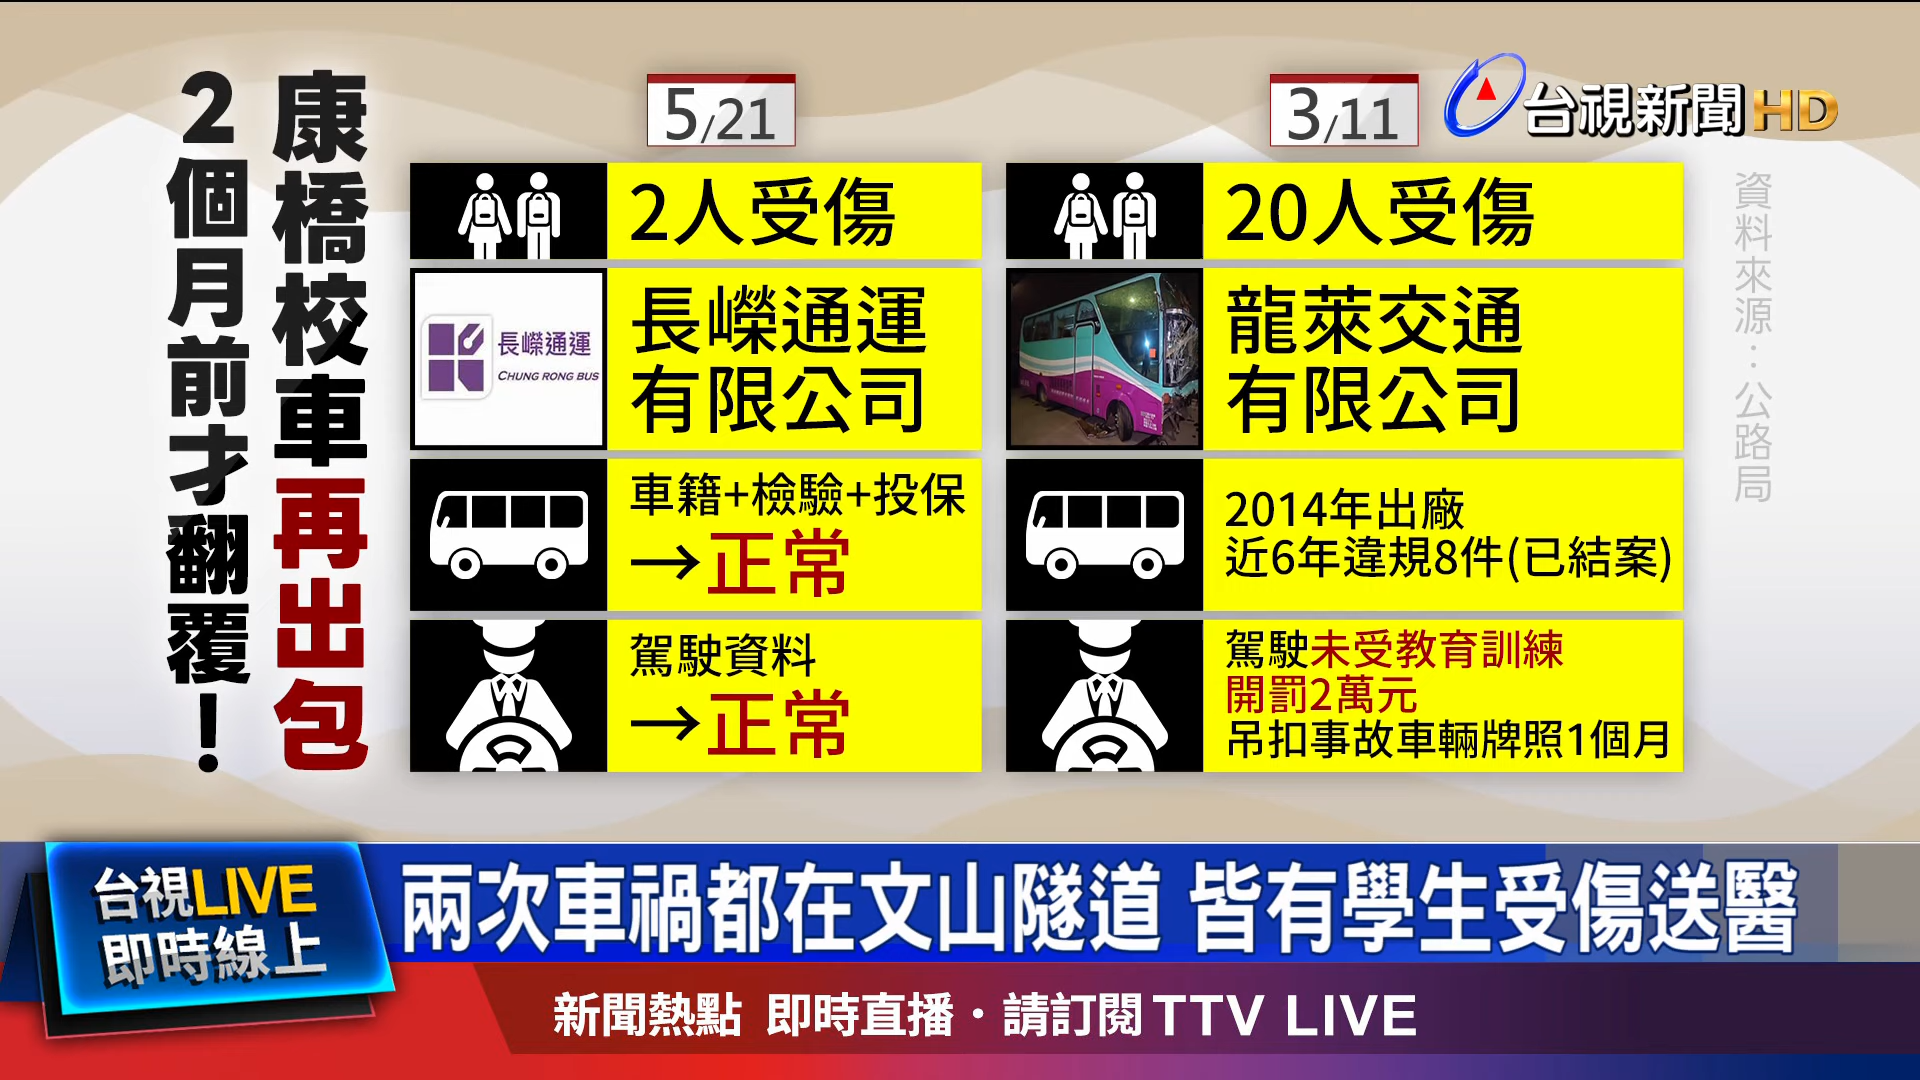 康橋校車再出包
2個月前才翻覆！
5/21
2人受傷
長嶸通運
CHUNG RONG BUS
長嶸通運
有限公司
車籍+檢驗+投保
→正常
駕駛資料
→正常
3/11
20人受傷
龍萊交通
有限公司
2014年出廠
近6年違規8件(已結案)
駕駛未受教育訓練
開罰2萬元
吊扣事故車輛牌照1個月
台視新聞HD
資料來源：公路局
台視LIVE
即時線上
兩次車禍都在文山隧道 皆有學生受傷送醫
新聞熱點 即時直播・請訂閱TTV LIVE